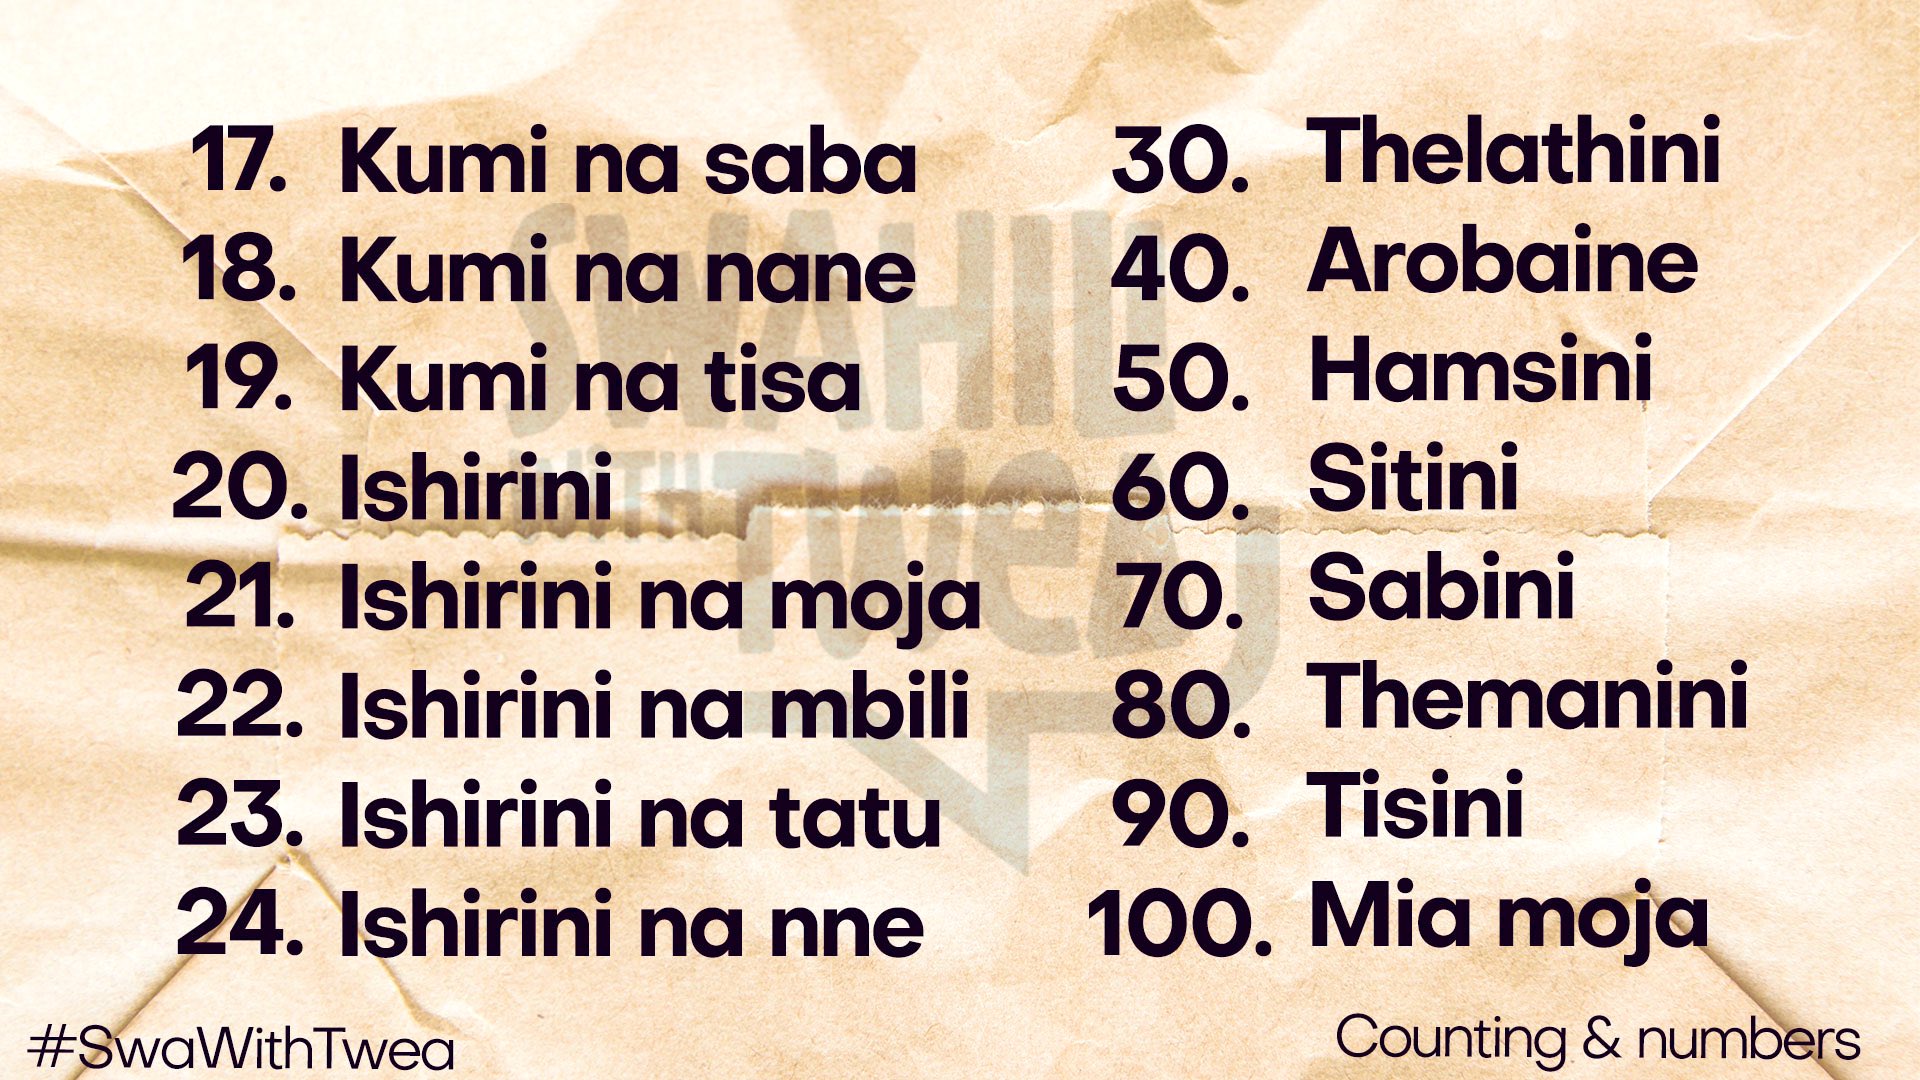 17. Kumi na saba
18. Kumi na nane
19. Kumi na tisa
20. Ishirini
21. Ishirini na moja
22. Ishirini na mbili
23. Ishirini na tatu
24. Ishirini na nne
30. Thelathini
40. Arobaine
50. Hamsini
60. Sitini
70. Sabini
80. Themanini
90. Tisini
100. Mia moja
SWAHILI
WITH
TWEA
#SwaWithTwea
Counting & numbers